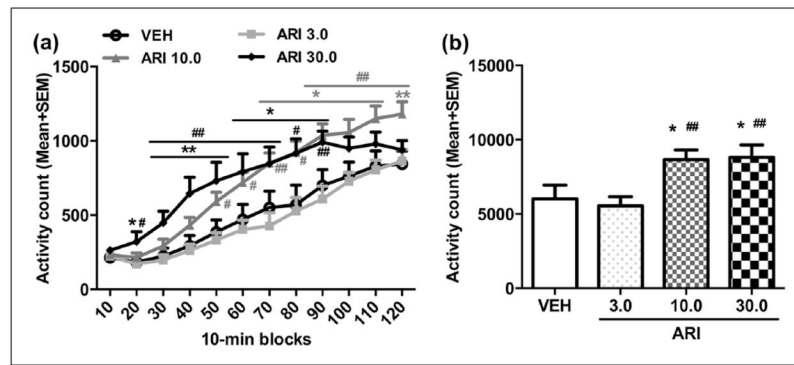 (a)
VEH
ARI 3.0
ARI 10.0
ARI 30.0
Activity count (Mean+SEM)
1500
1000
500
0
##
*
*
##
**
*#
#
##
#
#
##
#
**
10 20 30 40 50 60 70 80 90 100 110 120
10-min blocks
(b)
Activity count (Mean+SEM)
15000
10000
5000
0
* ##
* ##
VEH 3.0 10.0 30.0
ARI